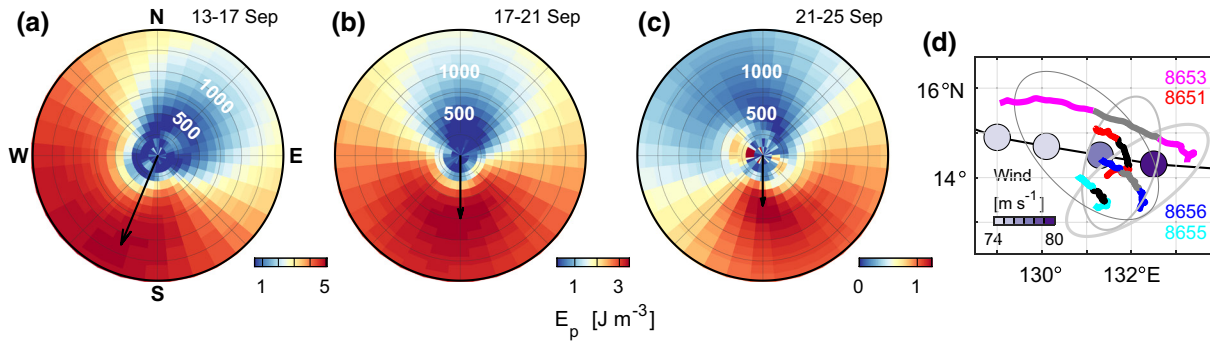 (a) N 13-17 Sep
(b) 17-21 Sep
(c) 21-25 Sep
(d)
1000
500
1000
500
1000
500
W
E
S
1 5
1 3
0 1
E_p [J m⁻³]
16°N
14°
130° 132°E
8653
8651
8656
8655
Wind
[m s⁻¹]
74 80